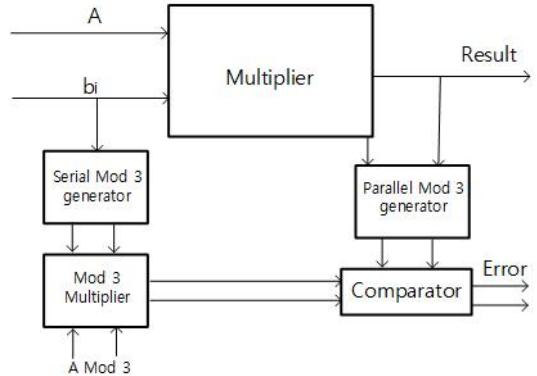 A
Multiplier
Result
bi
Serial Mod 3
generator
Parallel Mod 3
generator
Mod 3
Multiplier
Comparator
Error
A Mod 3